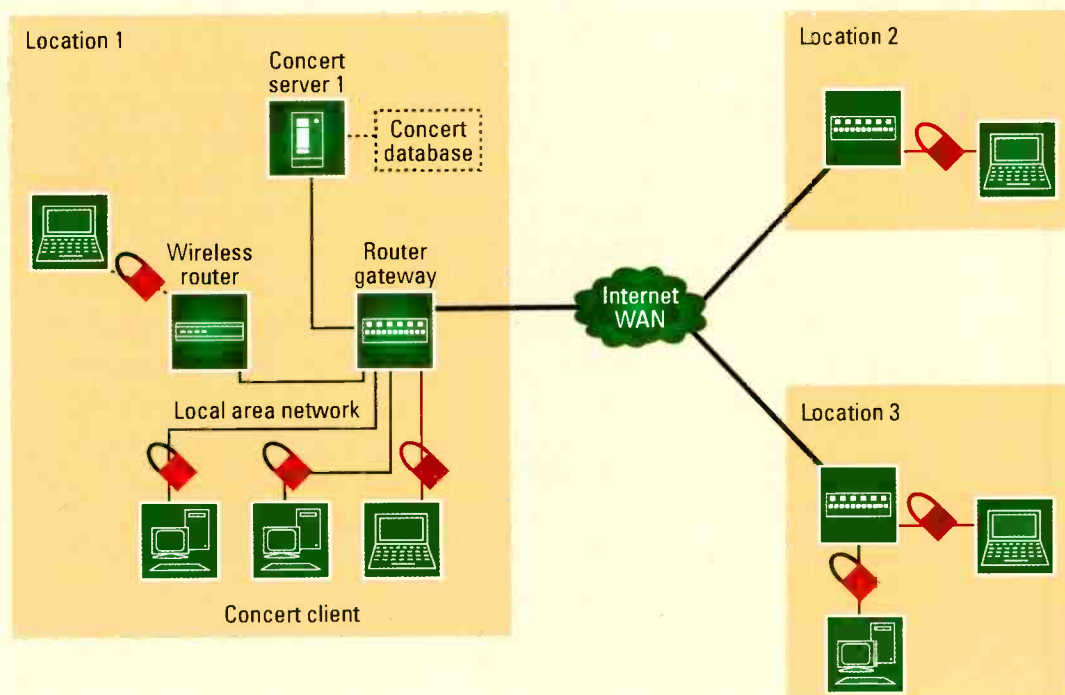 Location 1
Concert
server 1
Concert
database
Wireless
router
Router
gateway
Local area network
Concert client
Internet
WAN
Location 2
Location 3